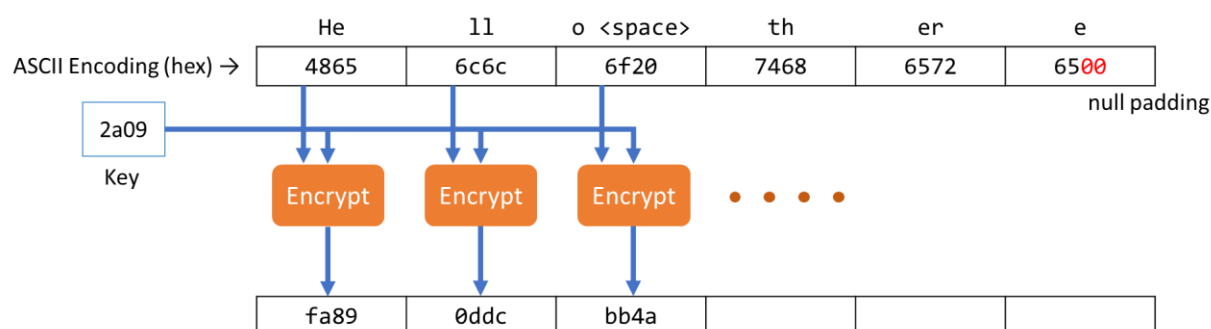 He ll o <space> th er e
ASCII Encoding (hex) → 4865 6c6c 6f20 7468 6572 6500
null padding
2a09
Key
Encrypt Encrypt Encrypt
fa89 0ddc bb4a